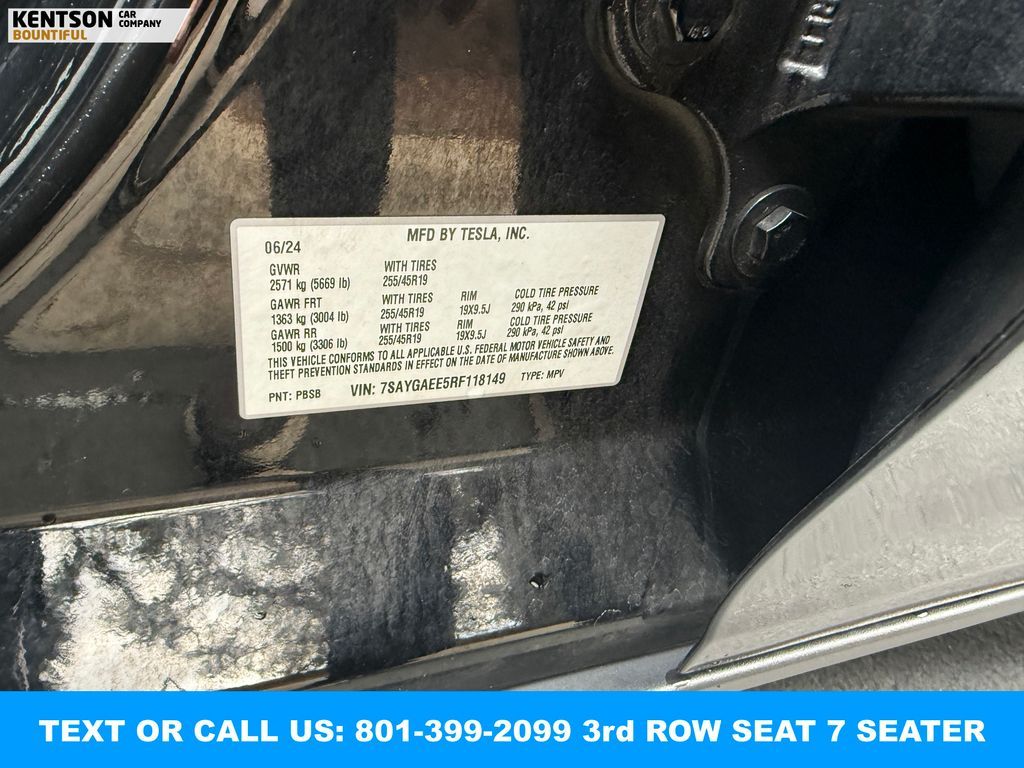 KENTSON CAR COMPANY
BOUNTIFUL
06/24
MFD BY TESLA, INC.
GVWR WITH TIRES
2571 kg (5669 lb) 255/45R19
GAWR FRT WITH TIRES RIM COLD TIRE PRESSURE
1363 kg (3004 lb) 255/45R19 19X9.5J 290 kPa, 42 psi
GAWR RR WITH TIRES RIM COLD TIRE PRESSURE
1500 kg (3306 lb) 255/45R19 19X9.5J 290 kPa, 42 psi
THIS VEHICLE CONFORMS TO ALL APPLICABLE U.S. FEDERAL MOTOR VEHICLE SAFETY AND
THEFT PREVENTION STANDARDS IN EFFECT ON THE DATE OF MANUFACTURE SHOWN ABOVE.
PNT: PBSB VIN: 7SAYGAEE5RF118149 TYPE: MPV
TEXT OR CALL US: 801-399-2099 3rd ROW SEAT 7 SEATER